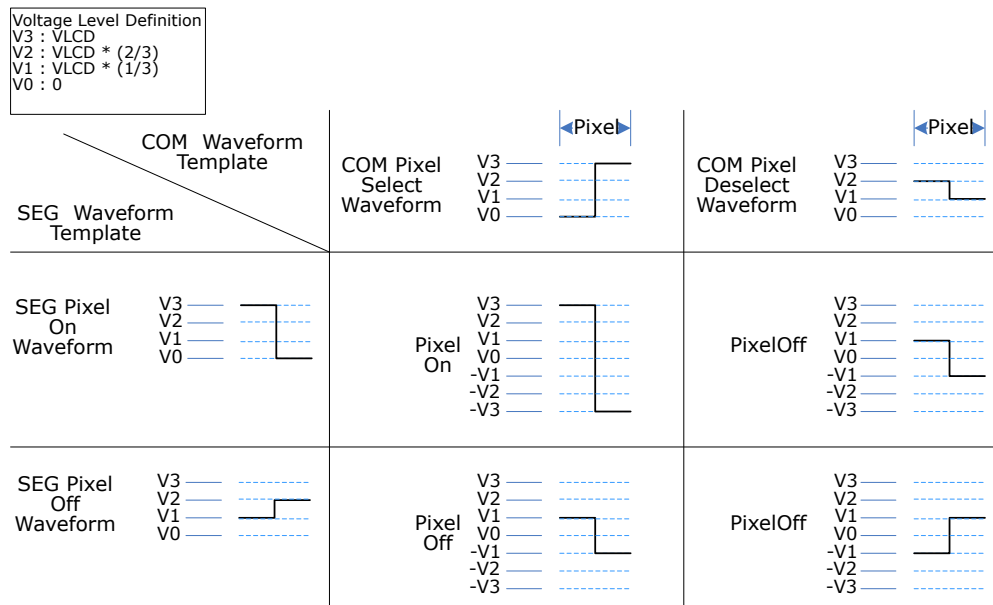 Voltage Level Definition
V3 : VLCD
V2 : VLCD * (2/3)
V1 : VLCD * (1/3)
V0 : 0
COM Waveform
Template
SEG Waveform
Template
COM Pixel
Select
Waveform
V3
V2
V1
V0
Pixel
COM Pixel
Deselect
Waveform
V3
V2
V1
V0
Pixel
SEG Pixel
On
Waveform
V3
V2
V1
V0
Pixel
On
V3
V2
V1
V0
-V1
-V2
-V3
PixelOff
V3
V2
V1
V0
-V1
-V2
-V3
SEG Pixel
Off
Waveform
V3
V2
V1
V0
Pixel
Off
V3
V2
V1
V0
-V1
-V2
-V3
PixelOff
V3
V2
V1
V0
-V1
-V2
-V3